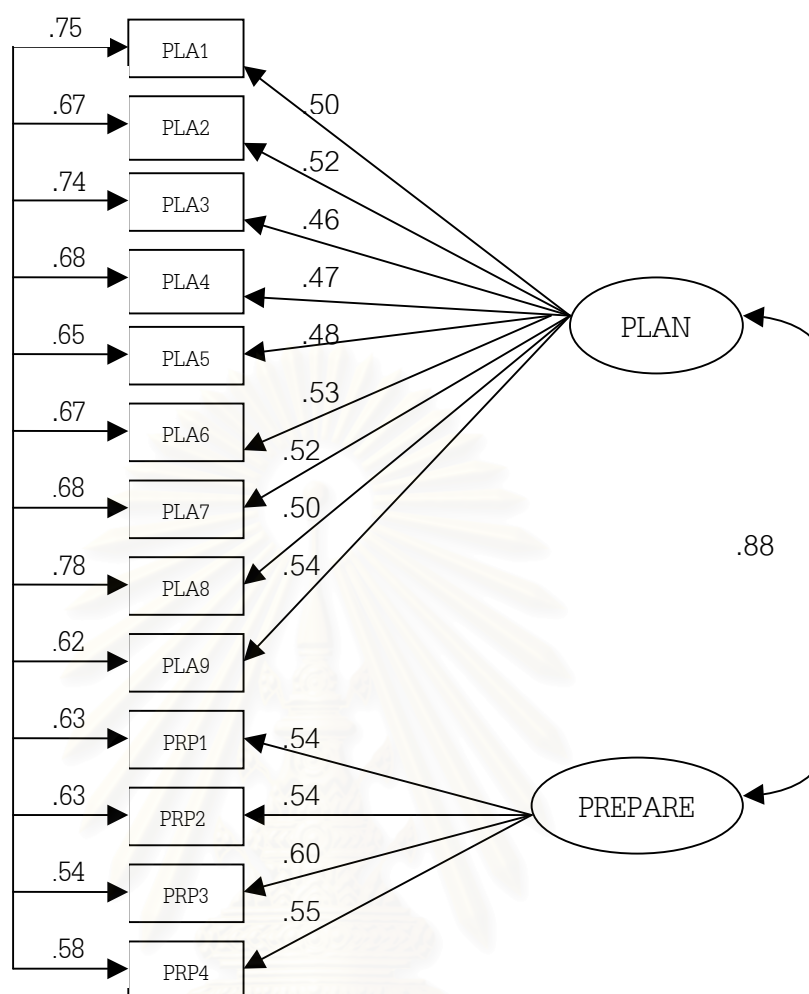 .75 PLA1
.50
.67 PLA2
.52
.74 PLA3
.46
.68 PLA4
.47
PLAN
.65 PLA5
.48
.67 PLA6
.53
.68 PLA7
.52
.50
.88
.78 PLA8
.54
.62 PLA9
.63 PRP1
.54
.63 PRP2
.54
PREPARE
.54 PRP3
.60
.58 PRP4
.55